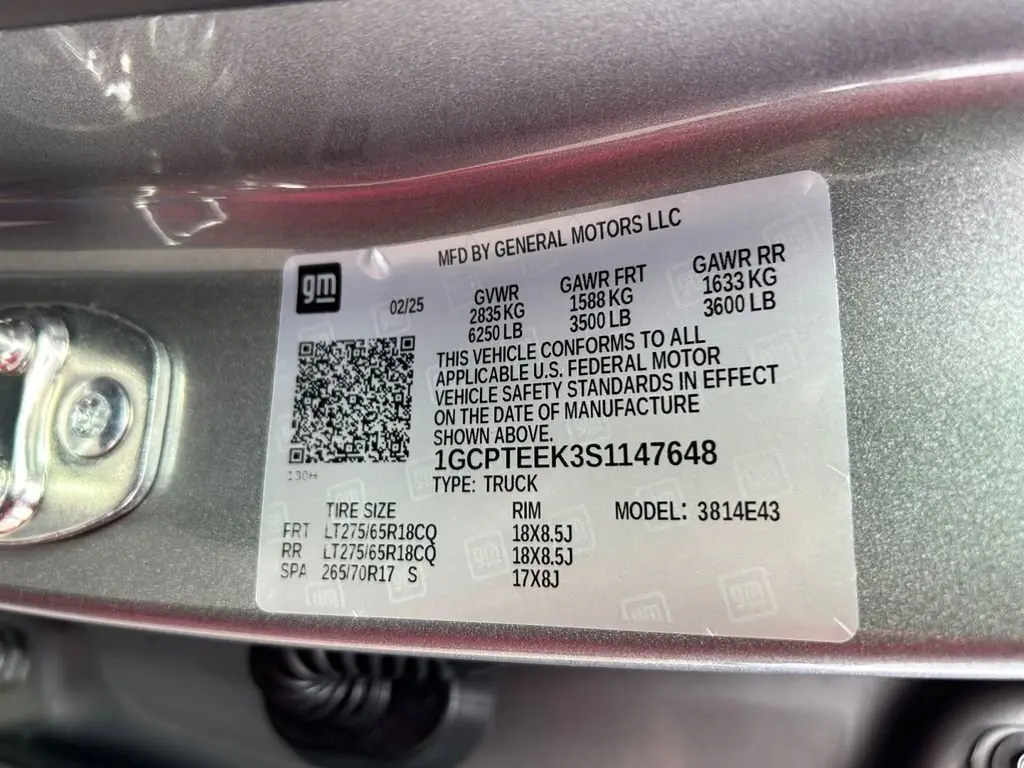 MFD BY GENERAL MOTORS LLC
gm
02/25
GVWR GAWR FRT GAWR RR
2835 KG 1588 KG 1633 KG
6250 LB 3500 LB 3600 LB
THIS VEHICLE CONFORMS TO ALL
APPLICABLE U.S. FEDERAL MOTOR
VEHICLE SAFETY STANDARDS IN EFFECT
ON THE DATE OF MANUFACTURE
SHOWN ABOVE.
1GCPTEEK3S1147648
130H
TYPE: TRUCK
TIRE SIZE RIM MODEL: 3814E43
FRT LT275/65R18CQ 18X8.5J
RR LT275/65R18CQ 18X8.5J
SPA 265/70R17 S 17X8J